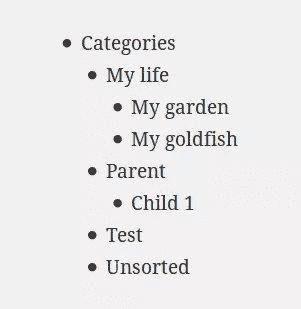 Categories
My life
My garden
My goldfish
Parent
Child 1
Test
Unsorted